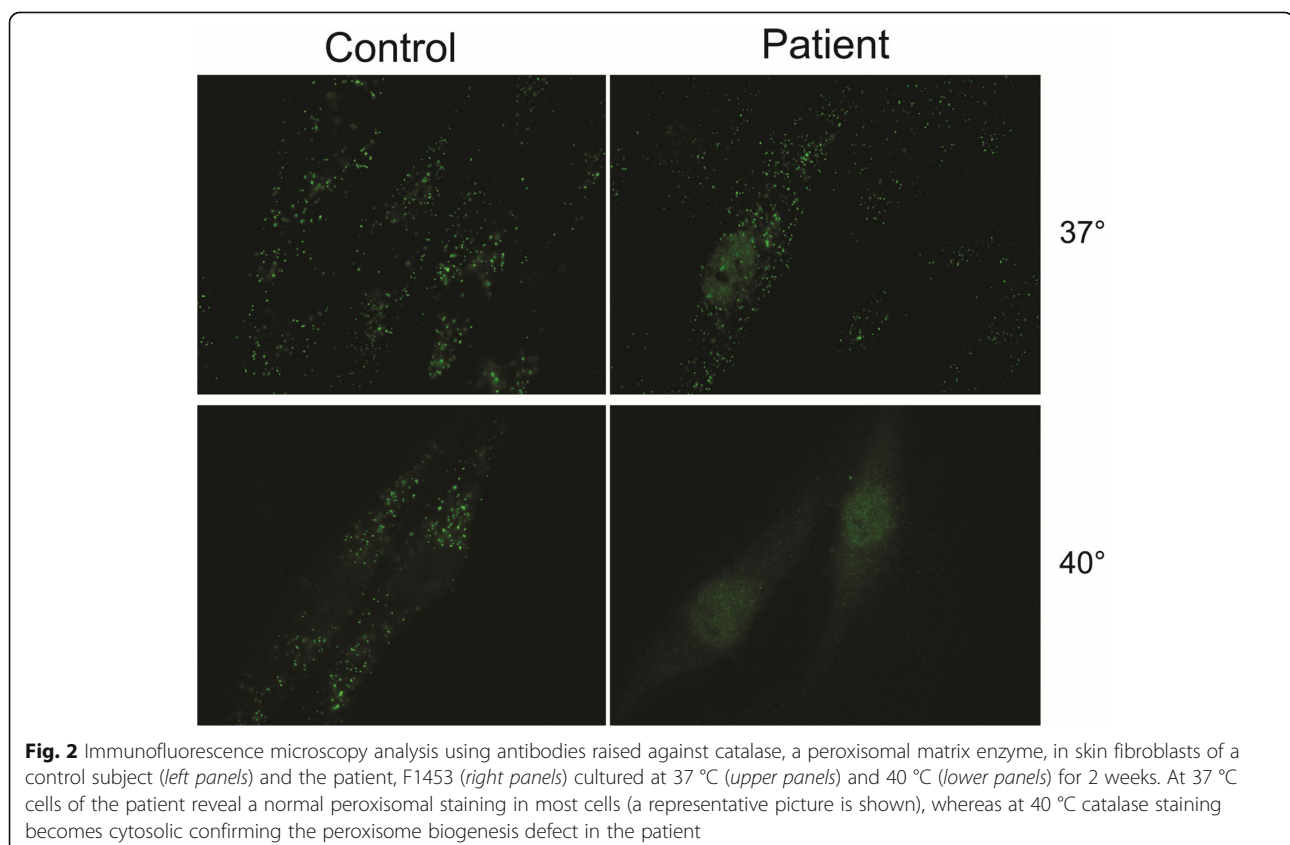 Control Patient
37°
40°
Fig. 2 Immunofluorescence microscopy analysis using antibodies raised against catalase, a peroxisomal matrix enzyme, in skin fibroblasts of a
control subject (left panels) and the patient, F1453 (right panels) cultured at 37 °C (upper panels) and 40 °C (lower panels) for 2 weeks. At 37 °C
cells of the patient reveal a normal peroxisomal staining in most cells (a representative picture is shown), whereas at 40 °C catalase staining
becomes cytosolic confirming the peroxisome biogenesis defect in the patient